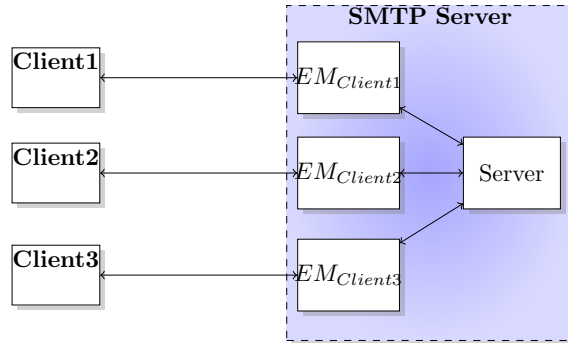 SMTP Server
Client1
EM_{Client1}
Client2
EM_{Client2}
Server
Client3
EM_{Client3}